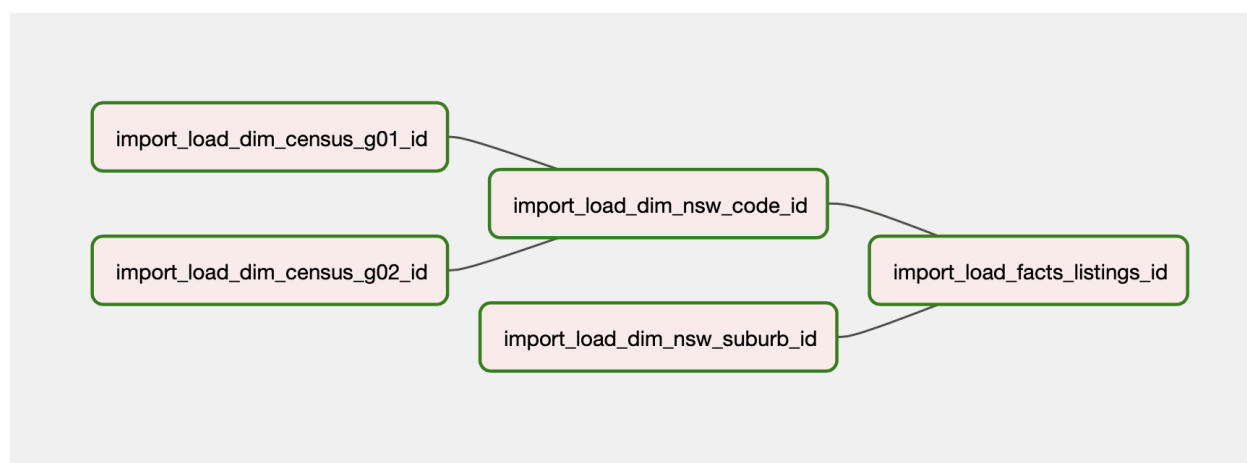 import_load_dim_census_g01_id
import_load_dim_nsw_code_id
import_load_dim_census_g02_id
import_load_facts_listings_id
import_load_dim_nsw_suburb_id